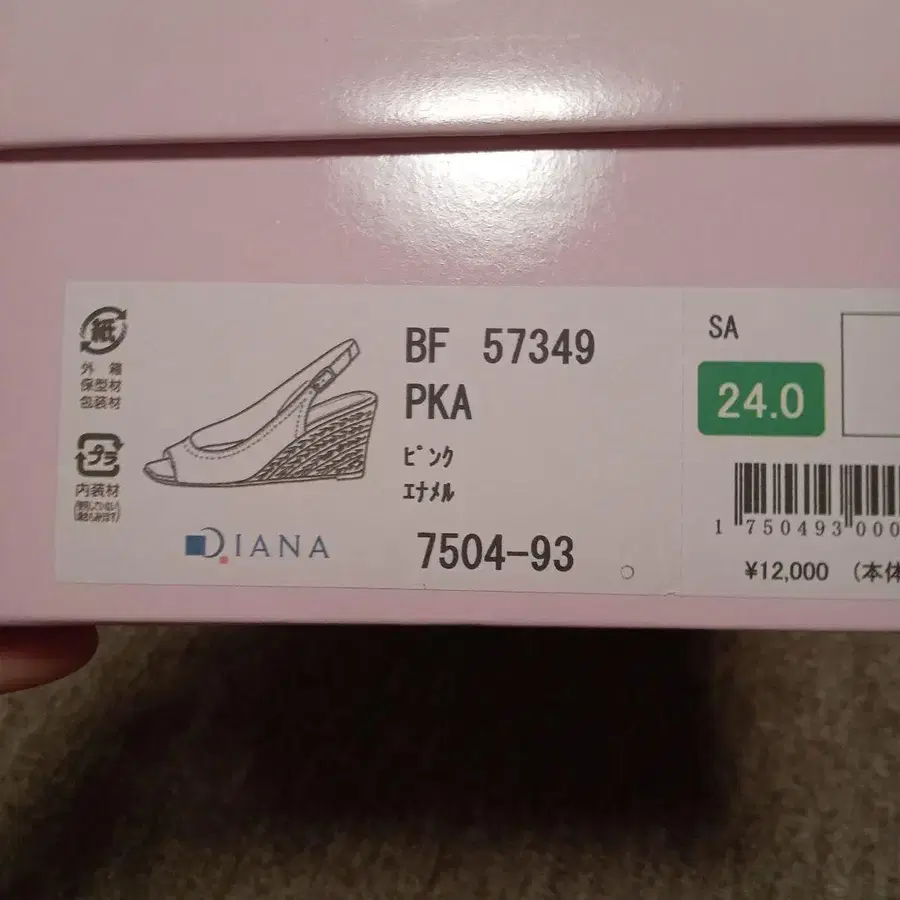 紙
外 箱
保型材
包装材
プラ
内装材
DIANA
BF 57349
PKA
ﾋﾟﾝｸ
ｴﾅﾒﾙ
7504-93
SA
24.0
1 750493 000
¥12,000 (本体